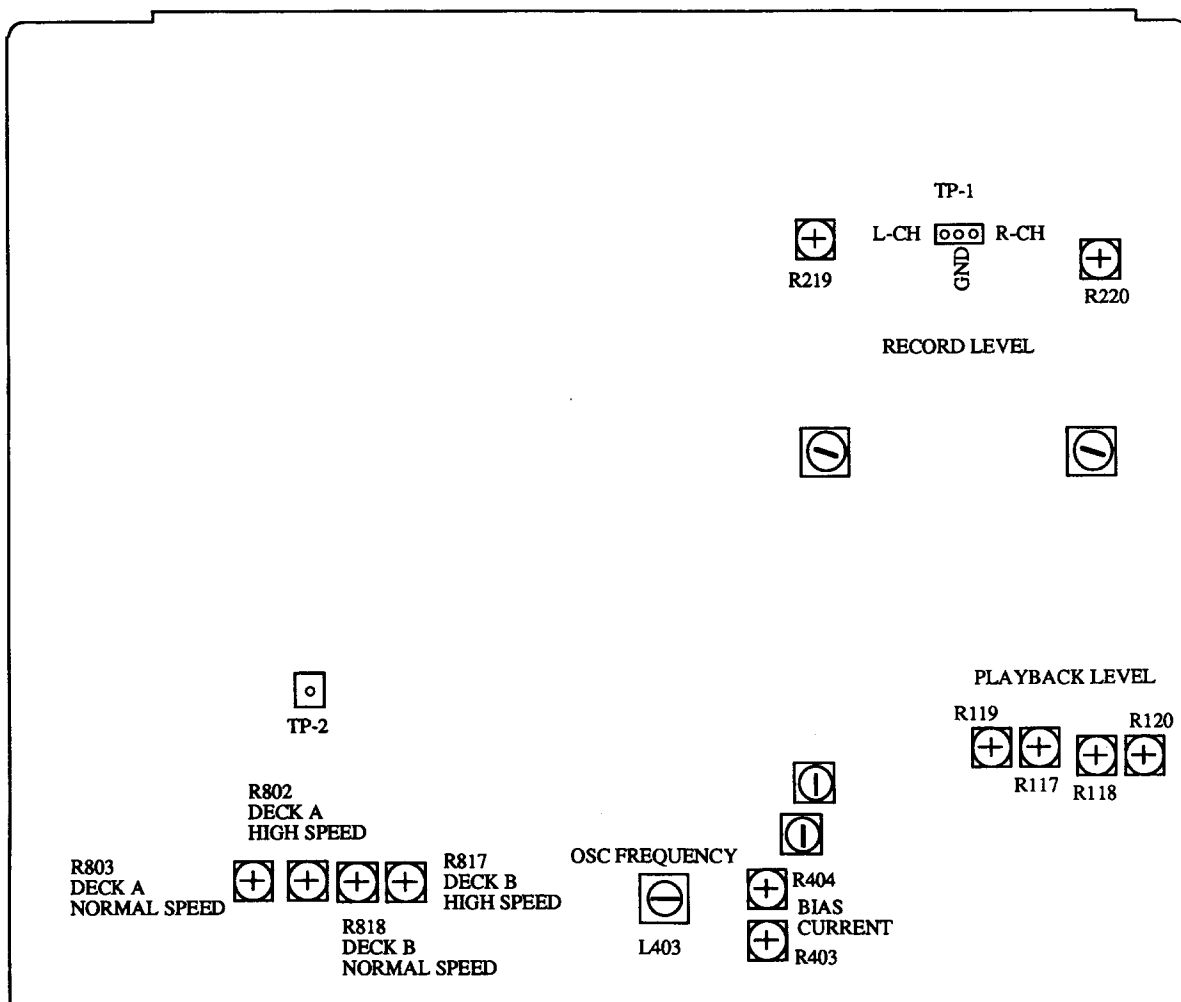 TP-1
L-CH
R-CH
GND
R219
R220
RECORD LEVEL
TP-2
PLAYBACK LEVEL
R119
R120
R117
R118
R802
DECK A
HIGH SPEED
R803
DECK A
NORMAL SPEED
R817
DECK B
HIGH SPEED
R818
DECK B
NORMAL SPEED
OSC FREQUENCY
L403
R404
BIAS
CURRENT
R403